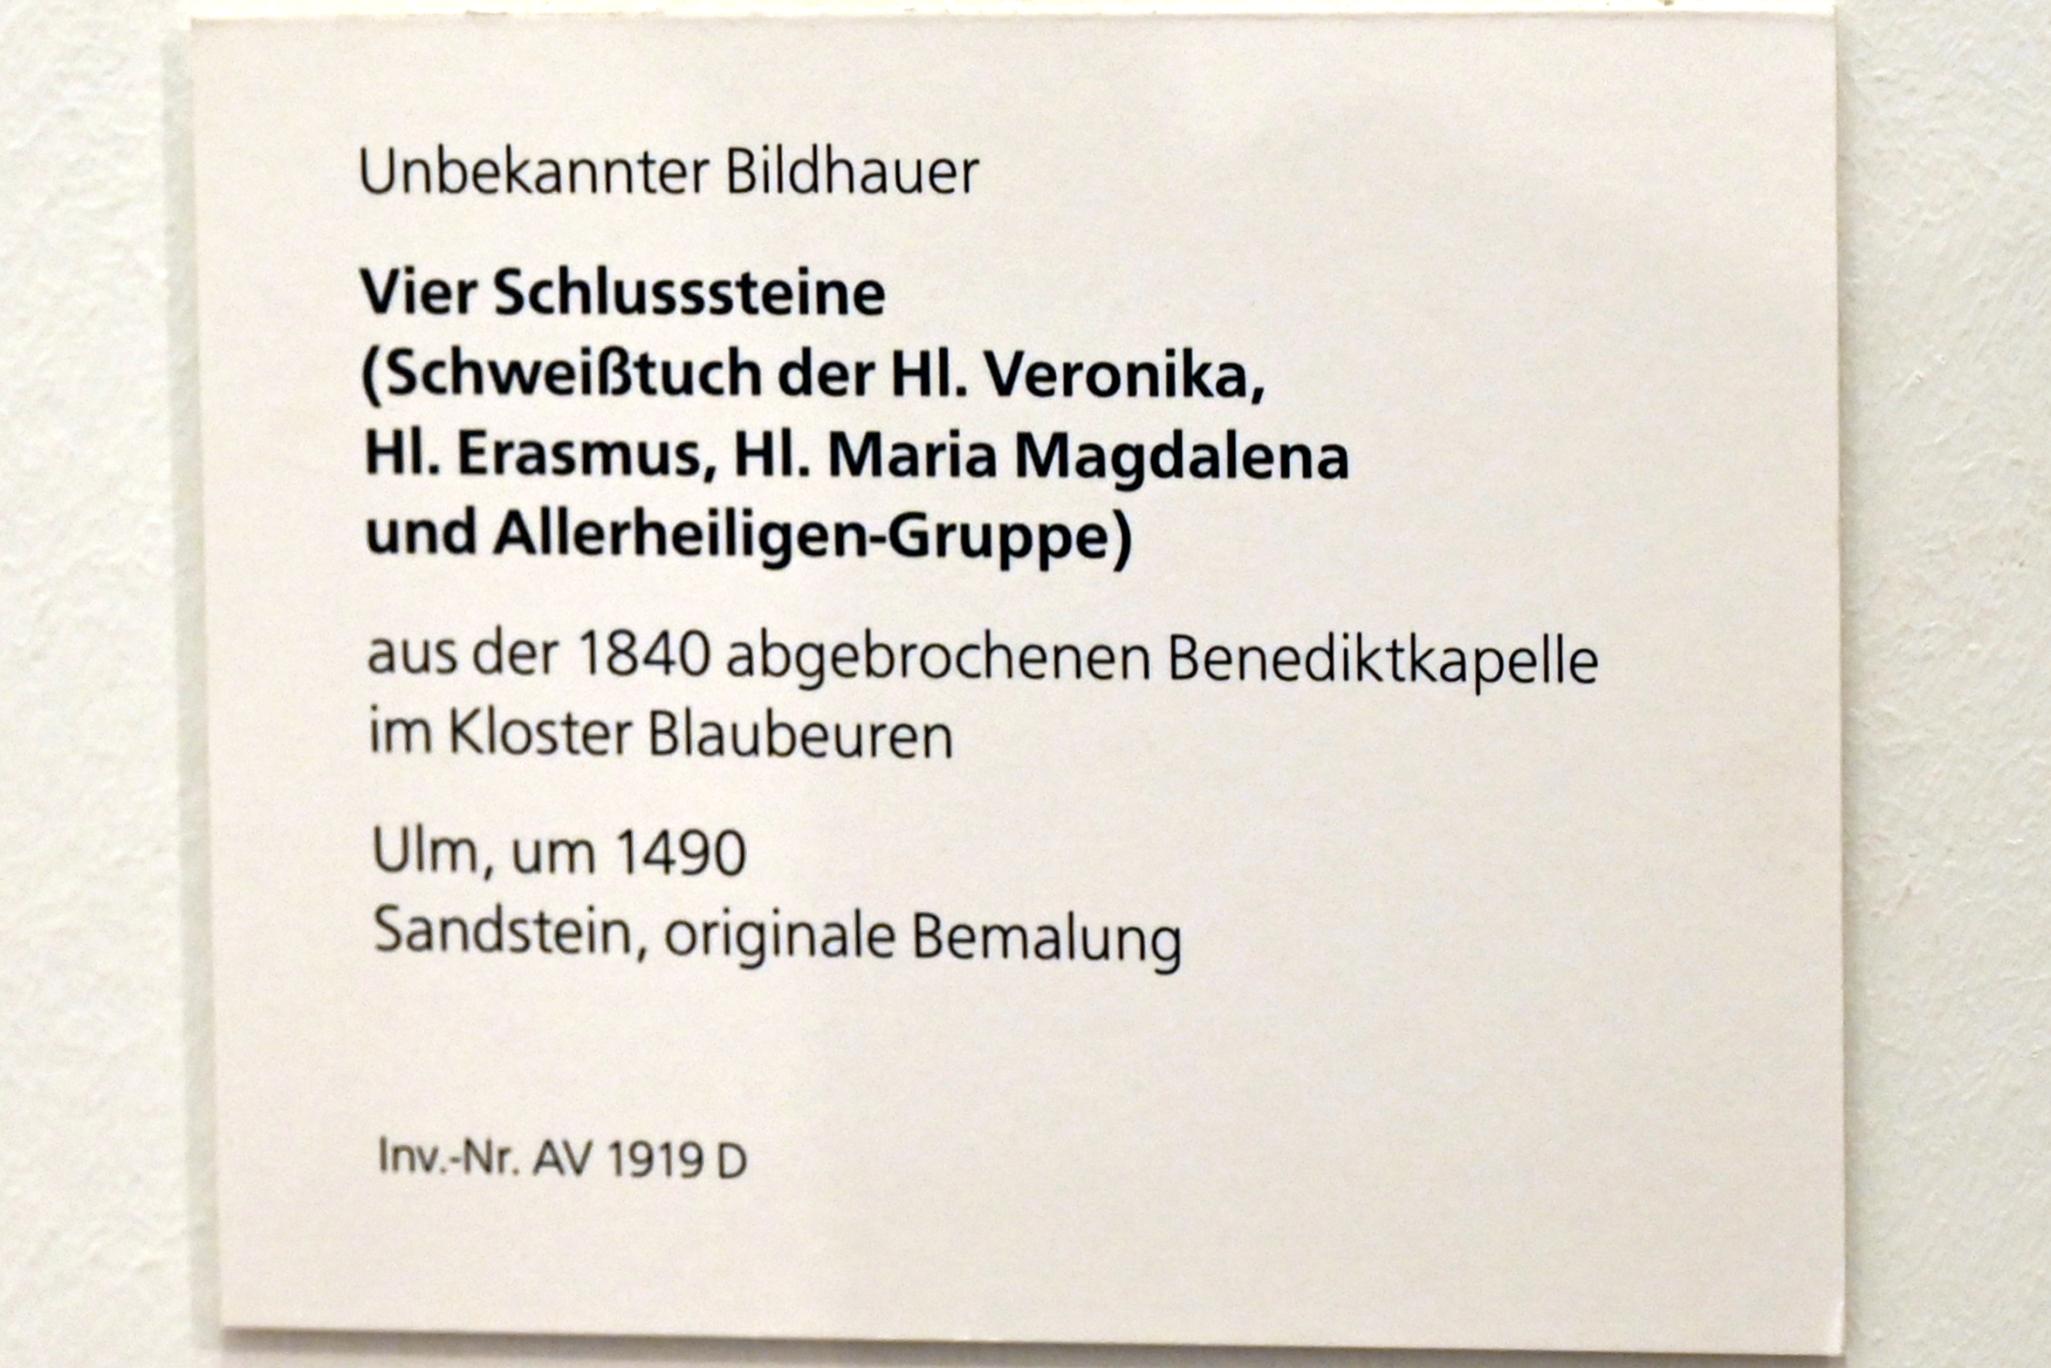 Unbekannter Bildhauer
Vier Schlusssteine
(Schweißtuch der Hl. Veronika,
Hl. Erasmus, Hl. Maria Magdalena
und Allerheiligen-Gruppe)
aus der 1840 abgebrochenen Benediktkapelle
im Kloster Blaubeuren
Ulm, um 1490
Sandstein, originale Bemalung
Inv.-Nr. AV 1919 D